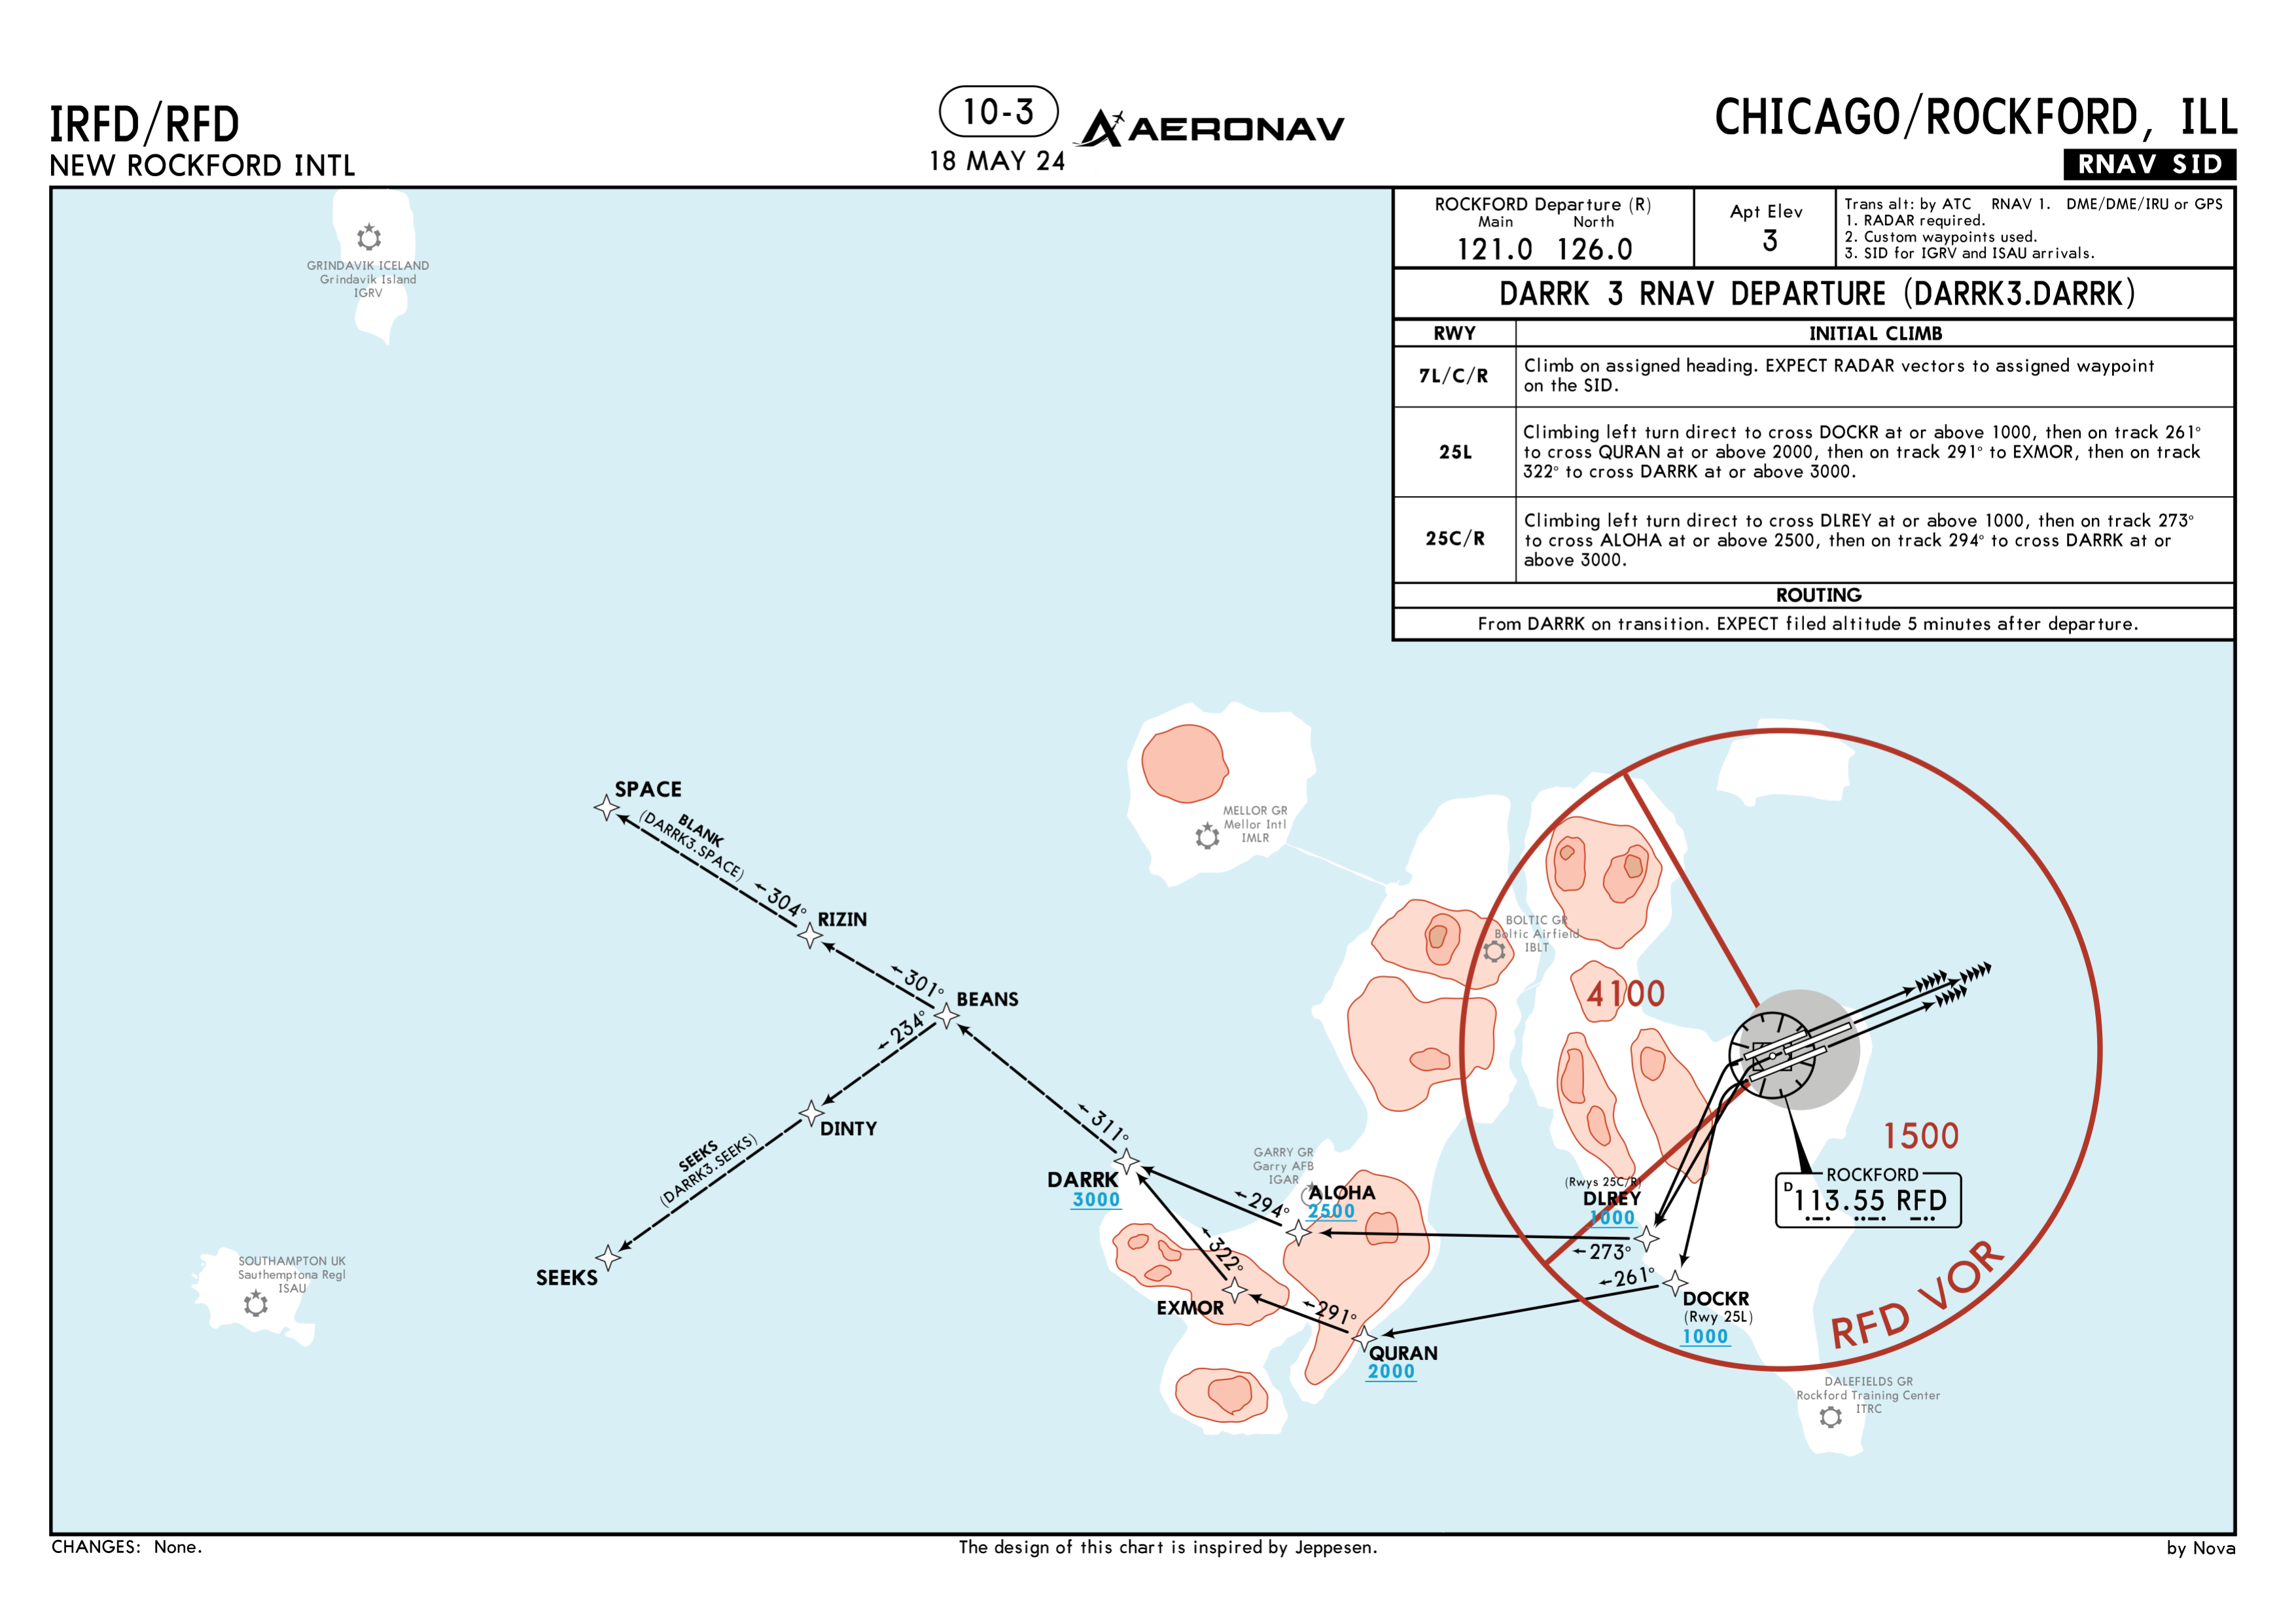 IRFD/RFD
NEW ROCKFORD INTL
10-3
18 MAY 24
AERONAV
CHICAGO/ROCKFORD, ILL
RNAV SID
ROCKFORD Departure (R)
Main North
121.0 126.0
Apt Elev
3
Trans alt: by ATC RNAV 1. DME/DME/IRU or GPS
1. RADAR required.
2. Custom waypoints used.
3. SID for IGRV and ISAU arrivals.
DARRK 3 RNAV DEPARTURE (DARRK3.DARRK)
RWY INITIAL CLIMB
7L/C/R
Climb on assigned heading. EXPECT RADAR vectors to assigned waypoint
on the SID.
25L
Climbing left turn direct to cross DOCKR at or above 1000, then on track 261°
to cross QURAN at or above 2000, then on track 291° to EXMOR, then on track
322° to cross DARRK at or above 3000.
25C/R
Climbing left turn direct to cross DLREY at or above 1000, then on track 273°
to cross ALOHA at or above 2500, then on track 294° to cross DARRK at or
above 3000.
ROUTING
From DARRK on transition. EXPECT filed altitude 5 minutes after departure.
GRINDAVIK ICELAND
Grindavik Island
IGRV
SPACE
BLANK
(DARRK3.SPACE)
304°
RIZIN
301°
BEANS
234°
DINTY
SEEKS
(DARRK3.SEEKS)
SEEKS
311°
DARRK
3000
SOUTHAMPTON UK
Sauthemptona Regl
ISAU
MELLOR GR
Mellor Intl
IMLR
BOLTIC GR
Boltic Airfield
IBLT
4100
1500
GARRY GR
Garry AFB
IGAR
ALOHA
2500
294°
322°
EXMOR
291°
QURAN
2000
(Rwys 25C/R)
DLREY
1000
273°
261°
DOCKR
(Rwy 25L)
1000
ROCKFORD
D 113.55 RFD
RFD VOR
DALEFIELDS GR
Rockford Training Center
ITRC
CHANGES: None.
The design of this chart is inspired by Jeppesen.
by Nova